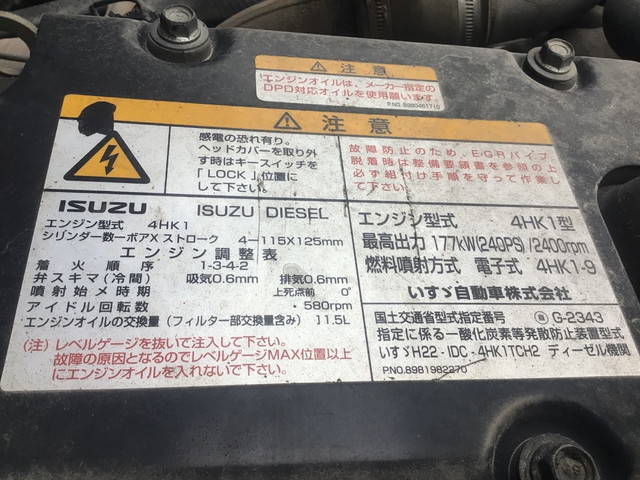 注意
エンジンオイルは、メーカー指定の
DPD対応オイルを使用願います。
P.NO.8980461710
注意
感電の恐れ有り。
ヘッドカバーを取り外
す時はキースイッチを
「LOCK」位置に
して下さい。
故障防止のため、EGRパイプ
脱着時は整備要領書を参照の上
必ず組付け手順を守って作業し
て下さい。
ISUZU ISUZU DIESEL
エンジン型式 4HK1
シリンダー数ーボアXストローク 4-115X125mm
エンジン調整表
着火順序 1-3-4-2
弁スキマ(冷間) 吸気0.6mm 排気0.6mm
噴射始メ時期 上死点前 0°
アイドル回転数 580rpm
エンジンオイルの交換量(フィルター部交換量含み) 11.5L
(注)レベルゲージを抜いて注入して下さい。
故障の原因となるのでレベルゲージMAX位置以上
にエンジンオイルを入れないで下さい。
エンジン型式 4HK1型
最高出力 177kW(240PS)/2400rpm
燃料噴射方式 電子式 4HK1-9
いすゞ自動車株式会社
国土交通省型式指定番号 G-2343
指定に係る一酸化炭素等発散防止装置型式
いすゞH22-IDC-4HK1TCH2 ディーゼル機関
P.NO.8981982270